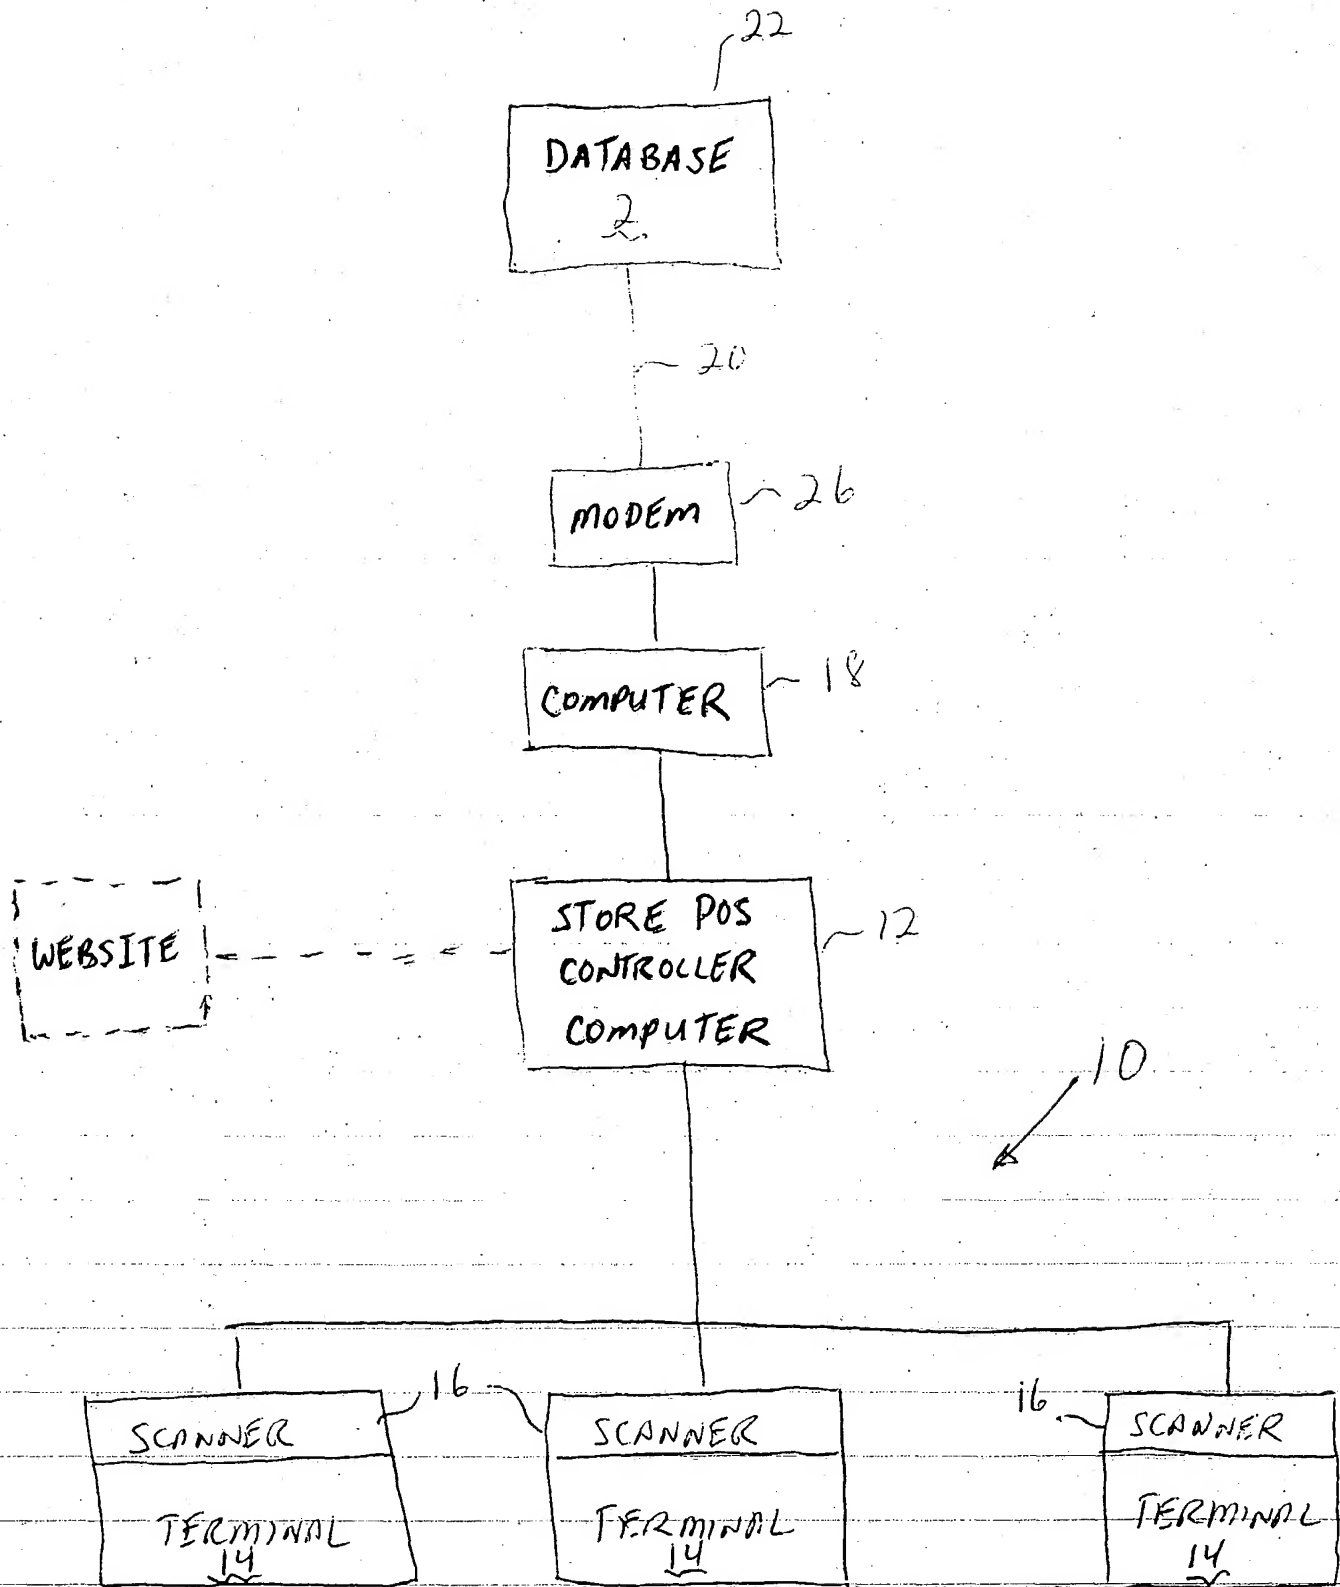 22
DATABASE
2
20
MODEM
26
COMPUTER
18
STORE POS
CONTROLLER
COMPUTER
12
WEBSITE
10
16
16
SCANNER
SCANNER
SCANNER
TERMINAL
TERMINAL
TERMINAL
14
14
14